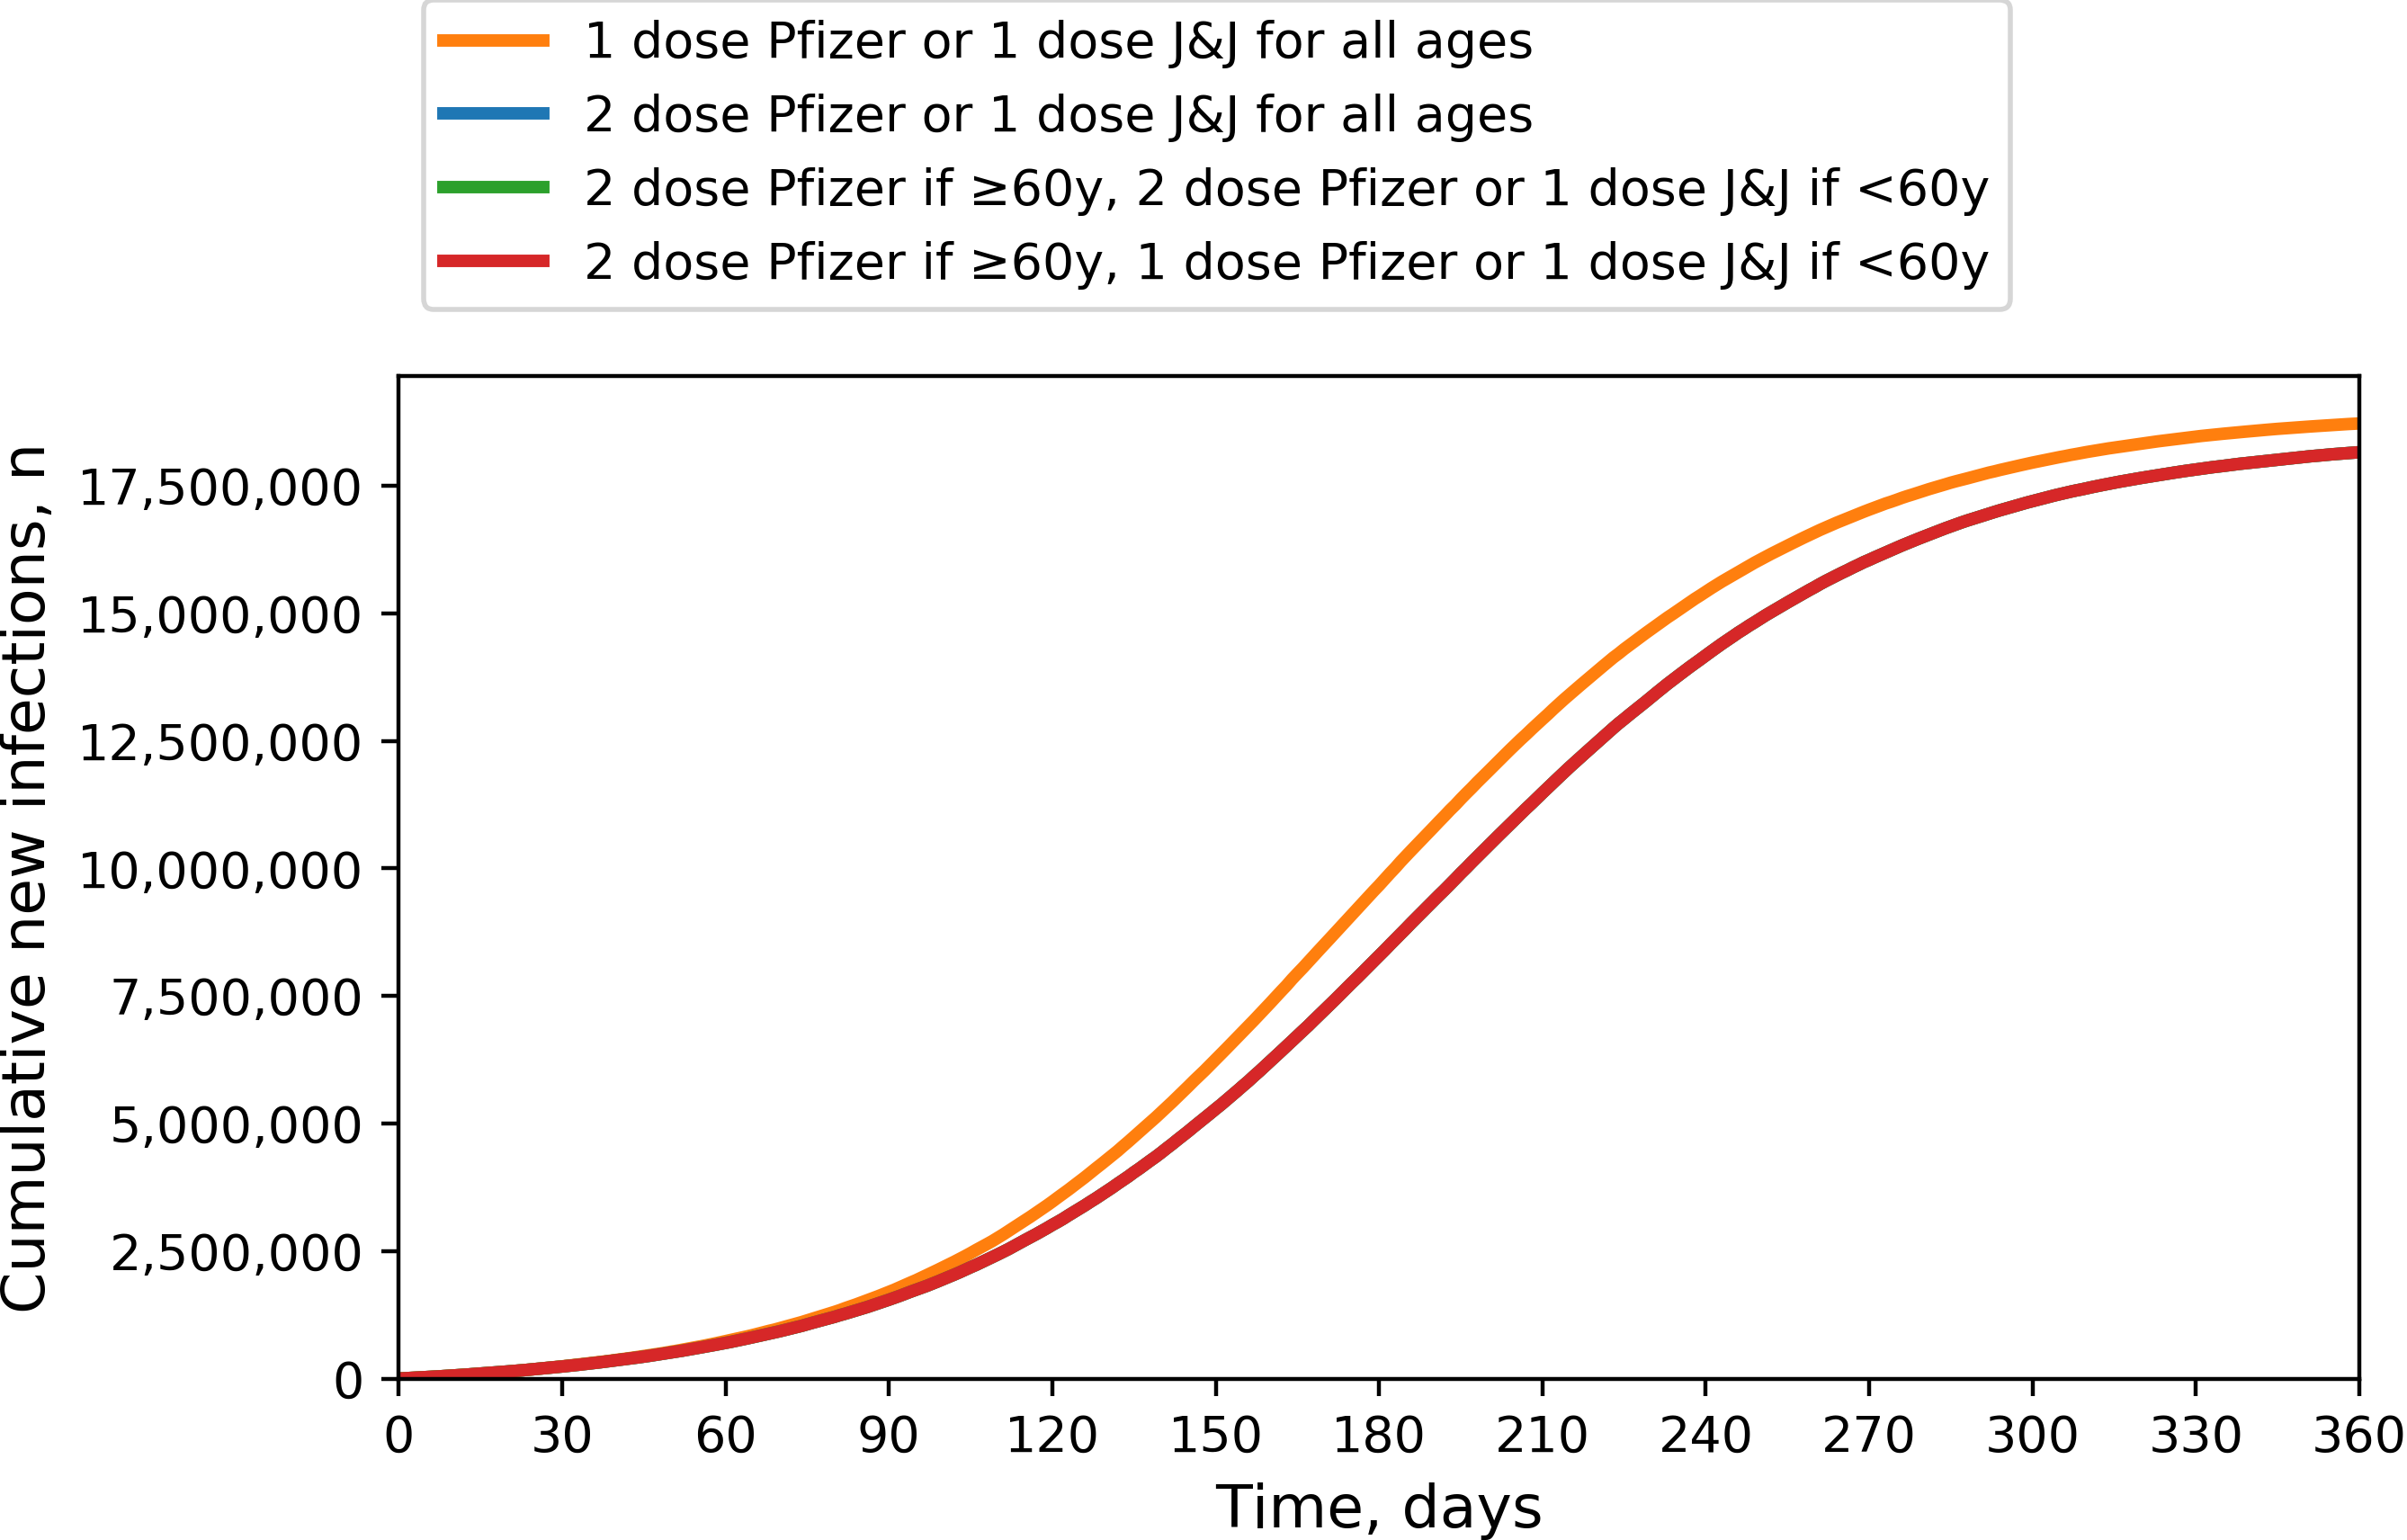 1 dose Pfizer or 1 dose J&J for all ages
2 dose Pfizer or 1 dose J&J for all ages
2 dose Pfizer if ≥60y, 2 dose Pfizer or 1 dose J&J if <60y
2 dose Pfizer if ≥60y, 1 dose Pfizer or 1 dose J&J if <60y
Cumulative new infections, n
17,500,000
15,000,000
12,500,000
10,000,000
7,500,000
5,000,000
2,500,000
0
0 30 60 90 120 150 180 210 240 270 300 330 360
Time, days